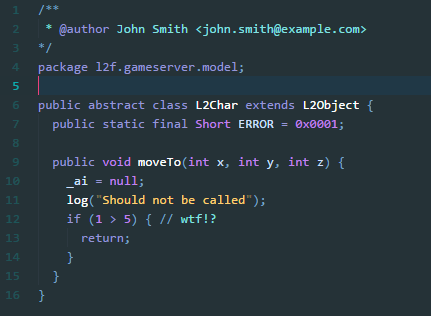 1 /**
2  * @author John Smith <john.smith@example.com>
3 */
4 package l2f.gameserver.model;
5
6 public abstract class L2Char extends L2Object {
7   public static final Short ERROR = 0x0001;
8
9   public void moveTo(int x, int y, int z) {
10     _ai = null;
11     log("Should not be called");
12     if (1 > 5) { // wtf!?
13       return;
14     }
15   }
16 }